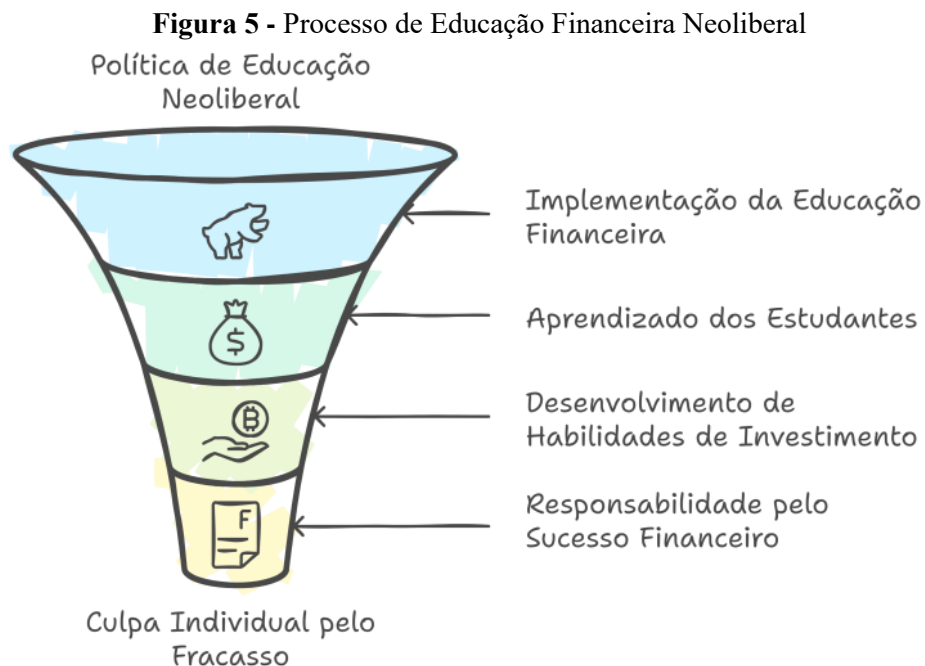 Figura 5 - Processo de Educação Financeira Neoliberal
Política de Educação
Neoliberal
Implementação da Educação
Financeira
$
Aprendizado dos Estudantes
₿
Desenvolvimento de
Habilidades de Investimento
F
Responsabilidade pelo
Sucesso Financeiro
Culpa Individual pelo
Fracasso